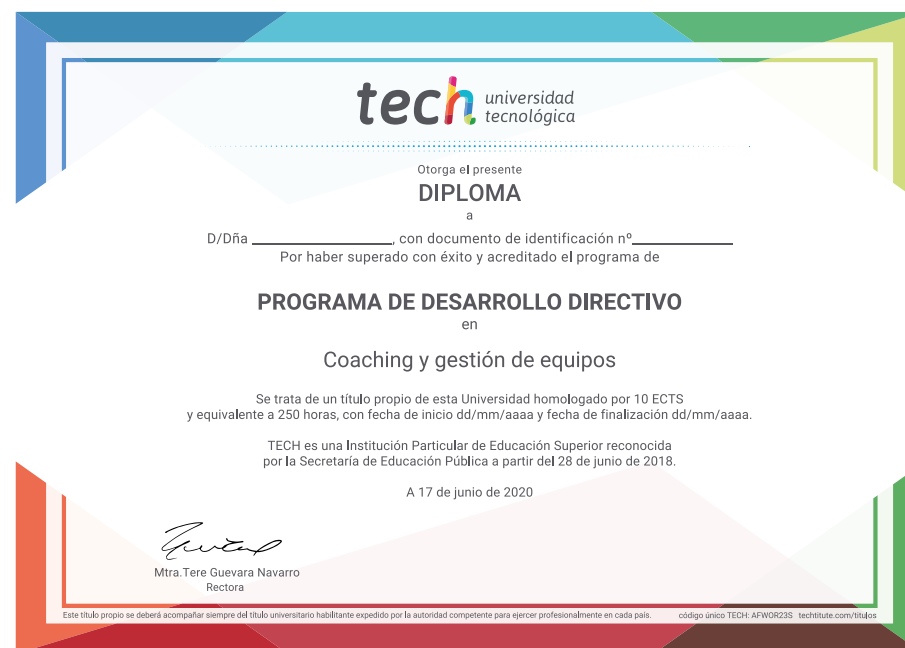 tech universidad
tecnológica
Otorga el presente
DIPLOMA
a
D/Dña ____________________, con documento de identificación nº______________
Por haber superado con éxito y acreditado el programa de
PROGRAMA DE DESARROLLO DIRECTIVO
en
Coaching y gestión de equipos
Se trata de un título propio de esta Universidad homologado por 10 ECTS
y equivalente a 250 horas, con fecha de inicio dd/mm/aaaa y fecha de finalización dd/mm/aaaa.
TECH es una Institución Particular de Educación Superior reconocida
por la Secretaría de Educación Pública a partir del 28 de junio de 2018.
A 17 de junio de 2020
Mtra.Tere Guevara Navarro
Rectora
Este título propio se deberá acompañar siempre del título universitario habilitante expedido por la autoridad competente para ejercer profesionalmente en cada país. código único TECH: AFWOR23S techtitute.com/titulos